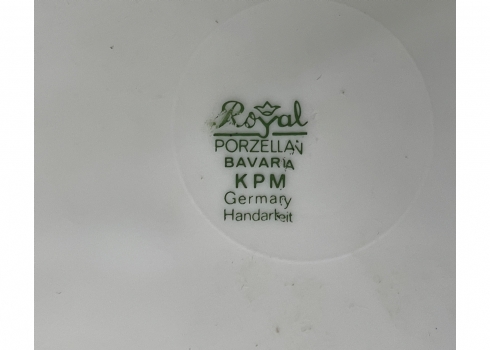 Royal
PORZELLAN
BAVARIA
KPM
Germany
Handarbeit